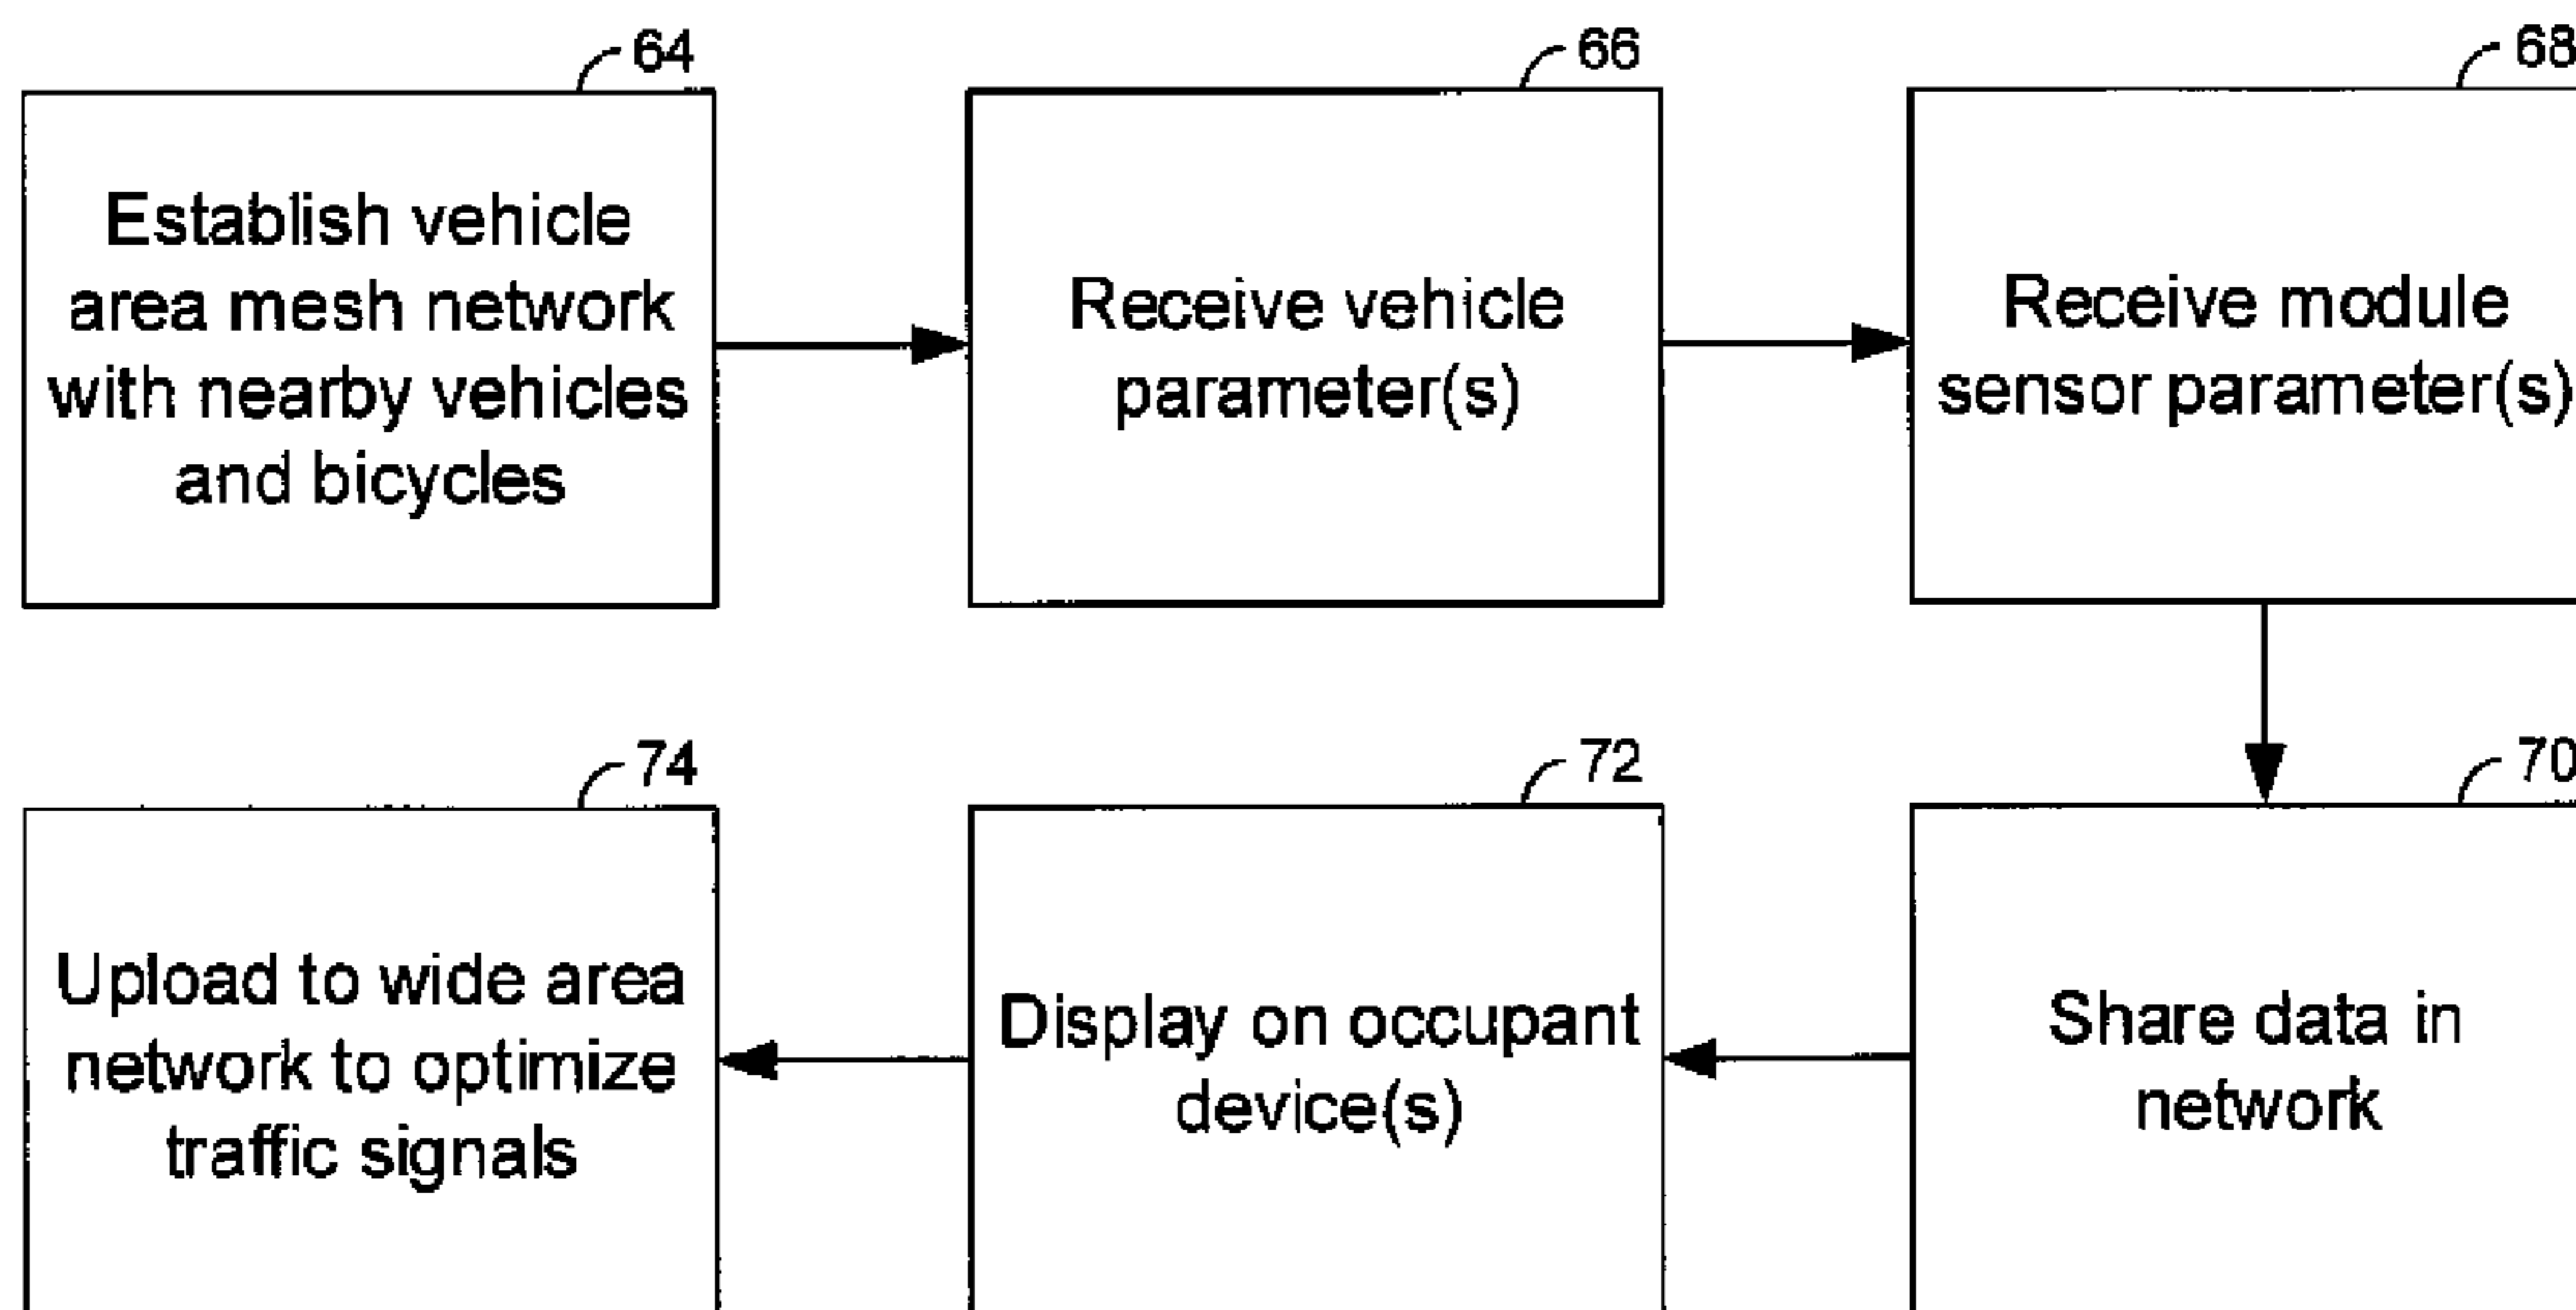 64
Establish vehicle
area mesh network
with nearby vehicles
and bicycles
66
Receive vehicle
parameter(s)
68
Receive module
sensor parameter(s)
70
Share data in
network
72
Display on occupant
device(s)
74
Upload to wide area
network to optimize
traffic signals